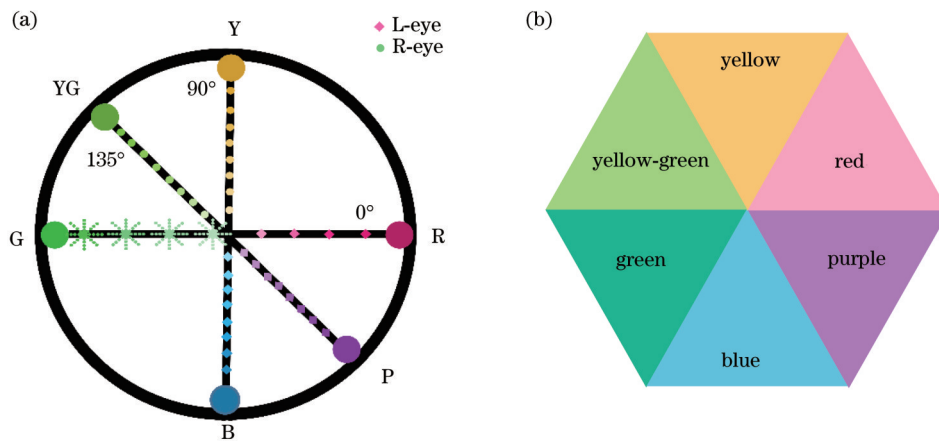 (a)
Y
L-eye
R-eye
YG
90°
135°
0°
G
R
P
B
(b)
yellow
yellow-green
red
green
purple
blue